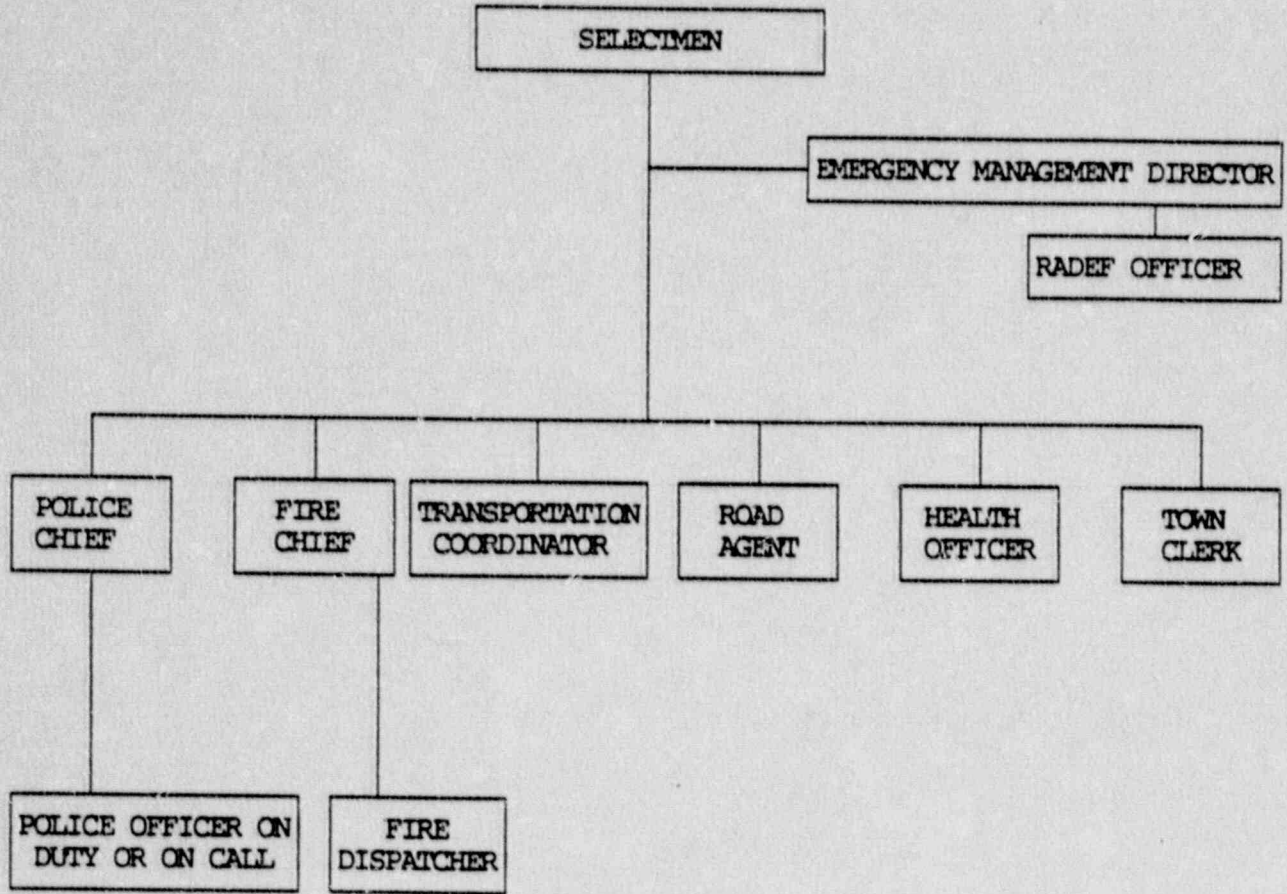 SELECTMEN
EMERGENCY MANAGEMENT DIRECTOR
RADEF OFFICER
POLICE
CHIEF
FIRE
CHIEF
TRANSPORTATION
COORDINATOR
ROAD
AGENT
HEALTH
OFFICER
TOWN
CLERK
POLICE OFFICER ON
DUTY OR ON CALL
FIRE
DISPATCHER